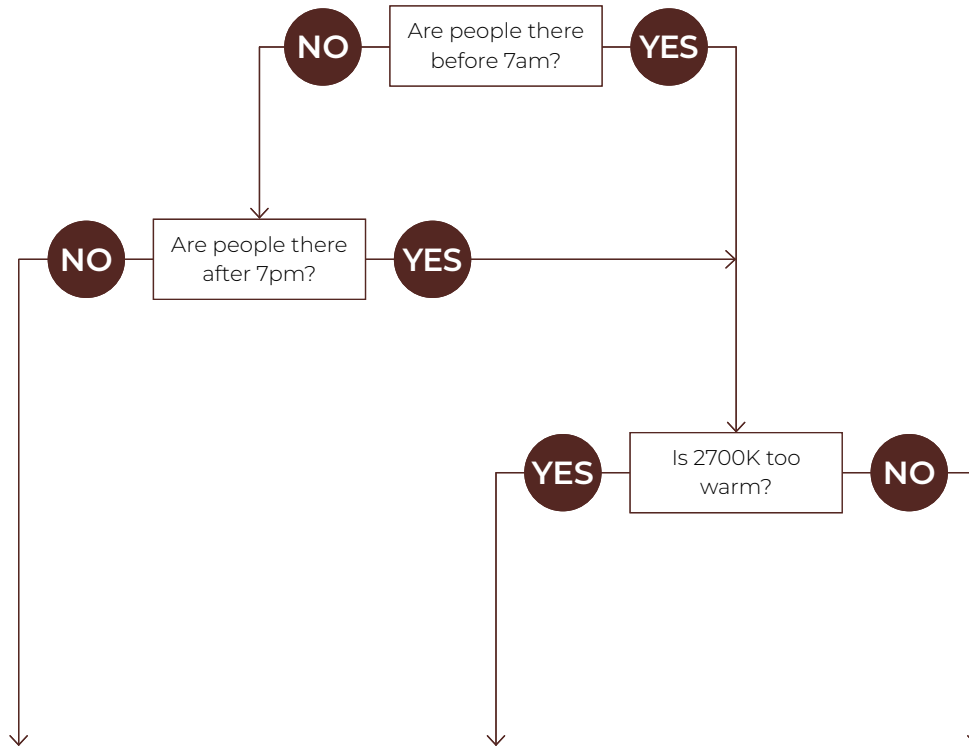 NO
Are people there
before 7am?
YES
NO
Are people there
after 7pm?
YES
YES
Is 2700K too
warm?
NO